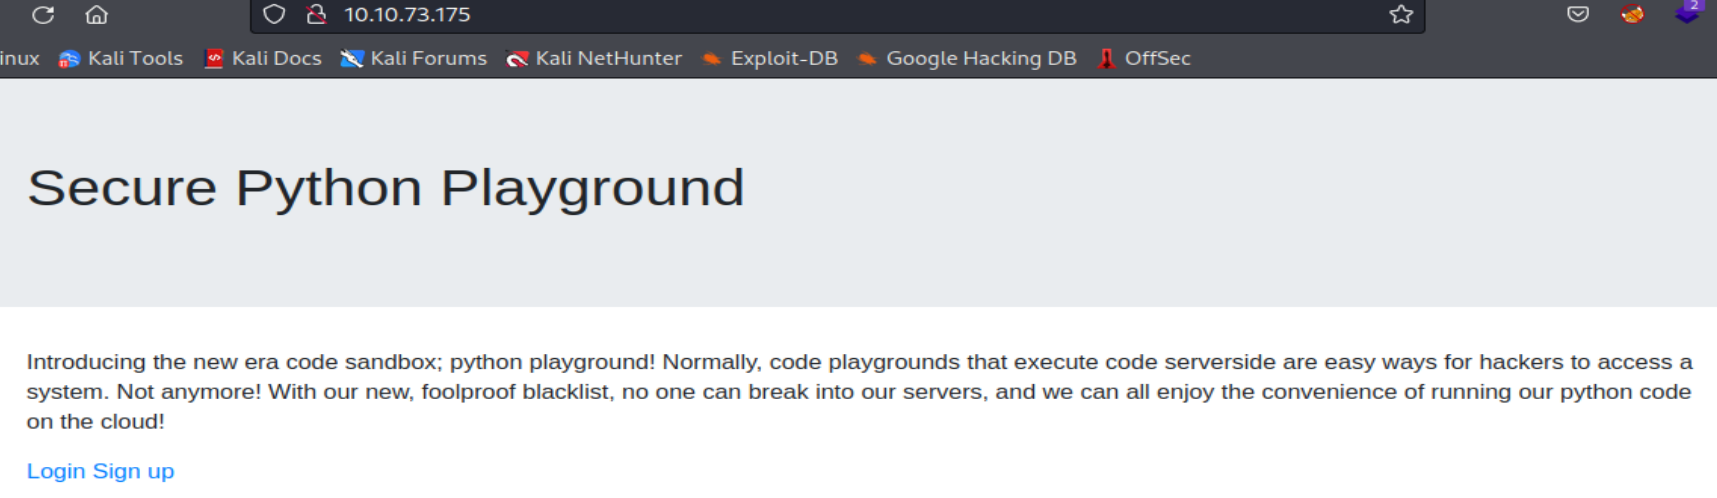 10.10.73.175
2
inux Kali Tools Kali Docs Kali Forums Kali NetHunter Exploit-DB Google Hacking DB OffSec
Secure Python Playground
Introducing the new era code sandbox; python playground! Normally, code playgrounds that execute code serverside are easy ways for hackers to access a
system. Not anymore! With our new, foolproof blacklist, no one can break into our servers, and we can all enjoy the convenience of running our python code
on the cloud!
Login Sign up